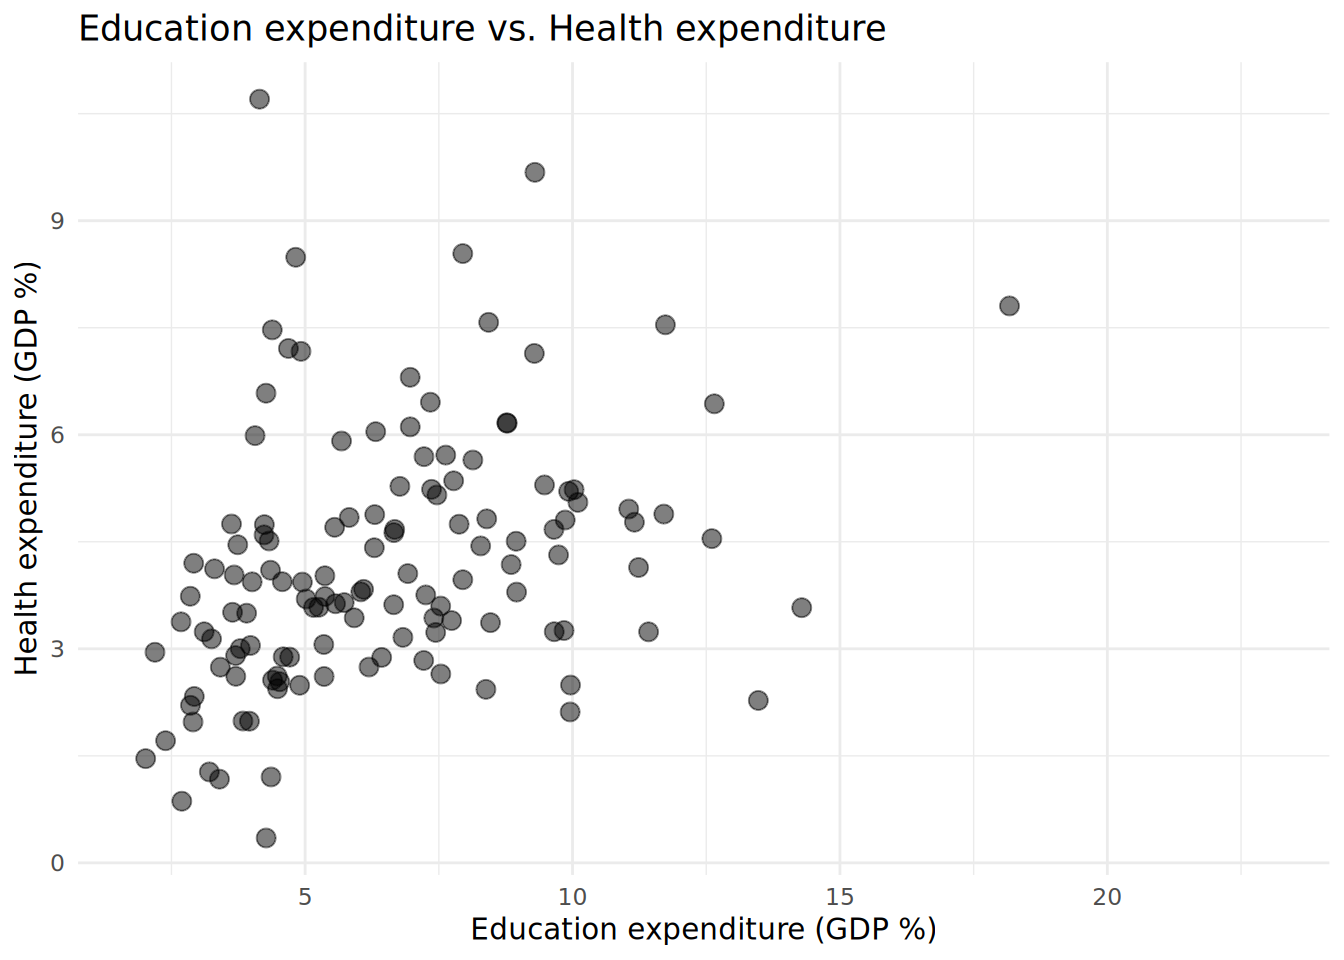 Education expenditure vs. Health expenditure
9
6
3
0
Health expenditure (GDP %)
5 10 15 20
Education expenditure (GDP %)